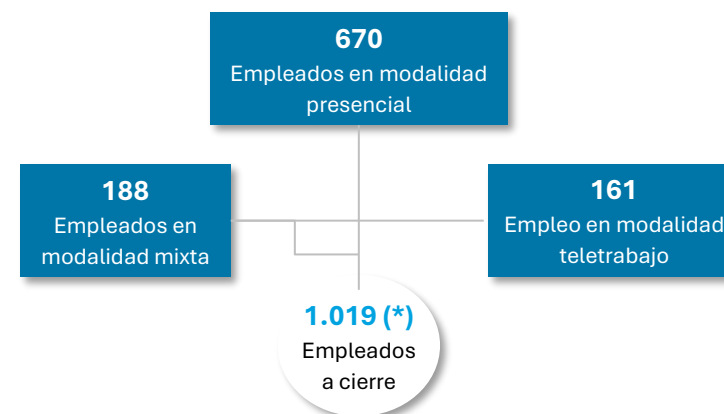 670
Empleados en modalidad
presencial
188
Empleados en
modalidad mixta
161
Empleo en modalidad
teletrabajo
1.019 (*)
Empleados
a cierre